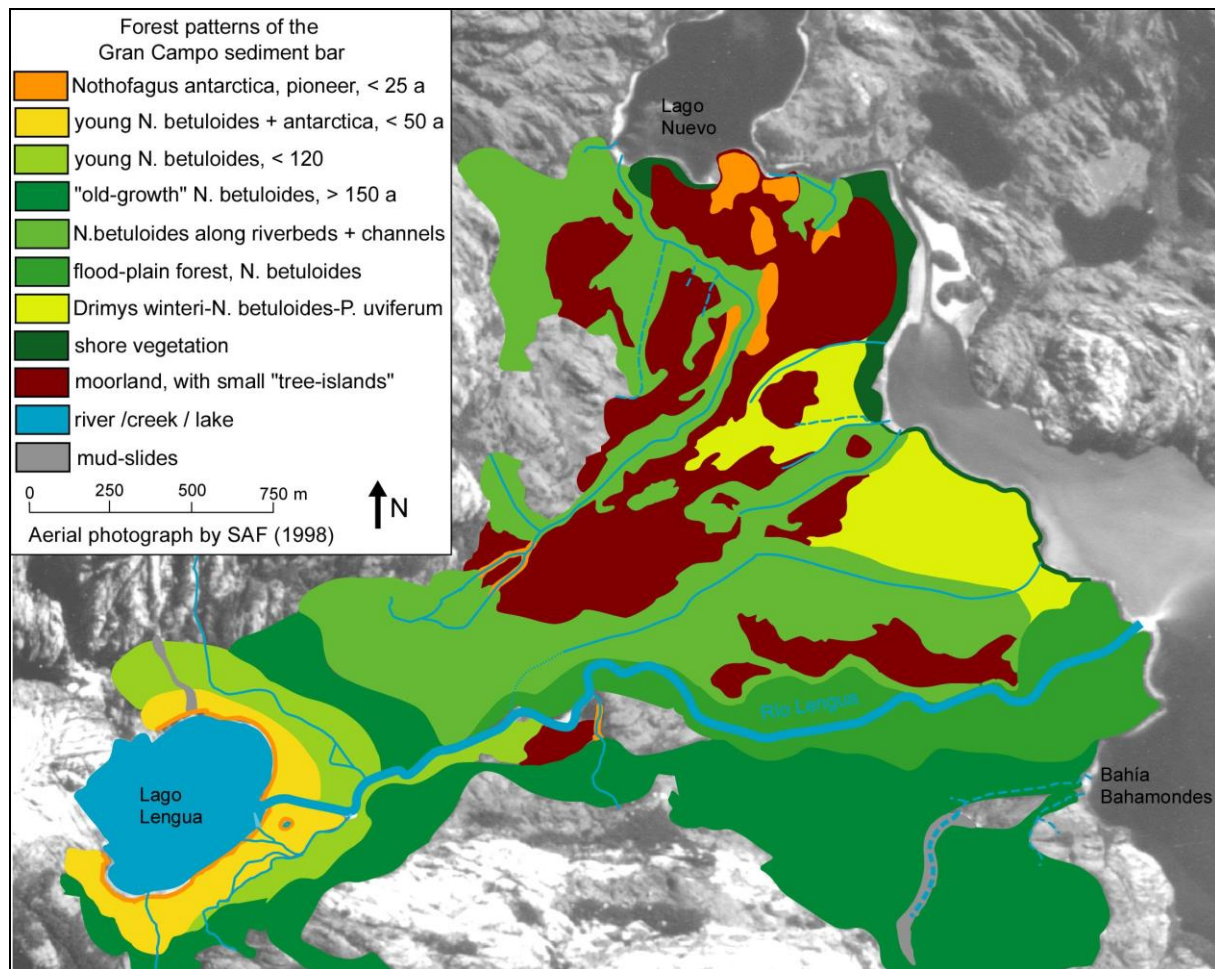 Forest patterns of the
Gran Campo sediment bar
Nothofagus antarctica, pioneer, < 25 a
young N. betuloides + antarctica, < 50 a
young N. betuloides, < 120
"old-growth" N. betuloides, > 150 a
N.betuloides along riverbeds + channels
flood-plain forest, N. betuloides
Drimys winteri-N. betuloides-P. uviferum
shore vegetation
moorland, with small "tree-islands"
river /creek / lake
mud-slides
0 250 500 750 m
N
Aerial photograph by SAF (1998)
Lago
Nuevo
Río Lengua
Lago
Lengua
Bahía
Bahamondes